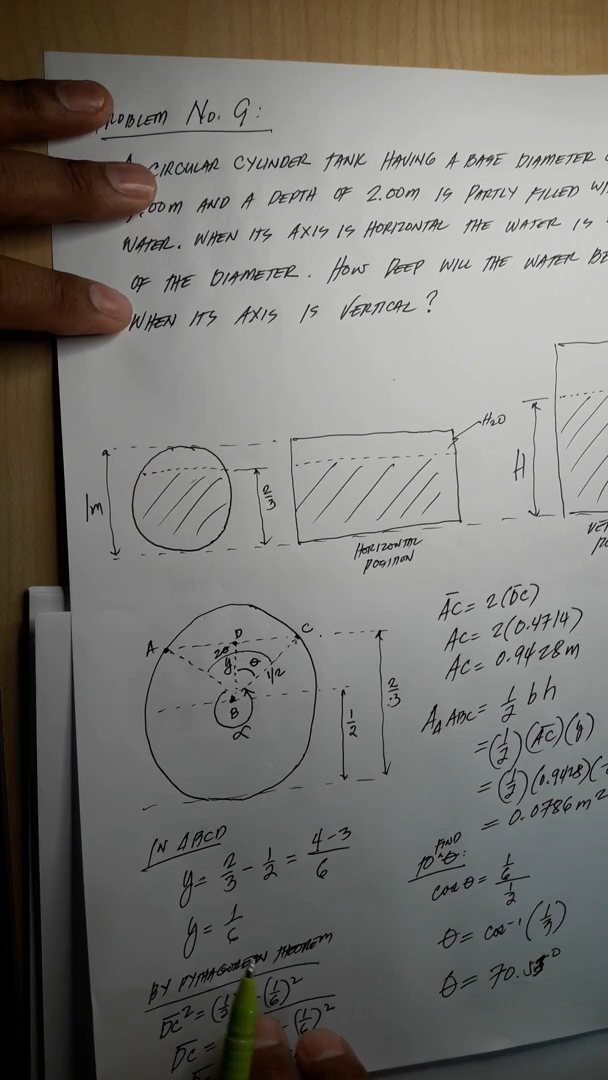 PROBLEM No. 9:
A CIRCULAR CYLINDER TANK HAVING A BASE DIAMETER
.00M AND A DEPTH OF 2.00M IS PARTLY FILLED
WATER. WHEN ITS AXIS IS HORIZONTAL THE WATER IS
OF THE DIAMETER. HOW DEEP WILL THE WATER BE
WHEN ITS AXIS IS VERTICAL?
1m
2/3
H2O
HORIZONTAL
POSITION
H
A
D
C
2θ
y
θ
1/2
B
α
1/2
2/3
AC = 2(DC)
AC = 2(0.4714)
AC = 0.9428m
A△ABC = 1/2 bh
= (1/2)(AC)(y)
= (1/2)(0.9428)(
= 0.0786m²
IN ΔBCD
y = 2/3 - 1/2 = (4-3)/6
y = 1/6
BY PYTHAGOREAN THEOREM
DC² = (1/ - (1/6)²
DC = - (1/6)²
FIND
θ:
cos θ = (1/6)/(1/2)
θ = cos⁻¹(1/3)
θ = 70.53°